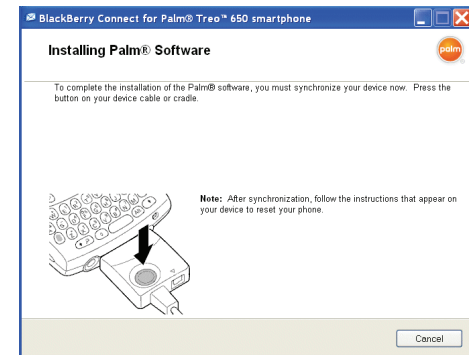 BlackBerry Connect for Palm® Treo™ 650 smartphone
Installing Palm® Software
palm
To complete the installation of the Palm® software, you must synchronize your device now. Press the
button on your device cable or cradle.
Note: After synchronization, follow the instructions that appear on
your device to reset your phone.
Cancel